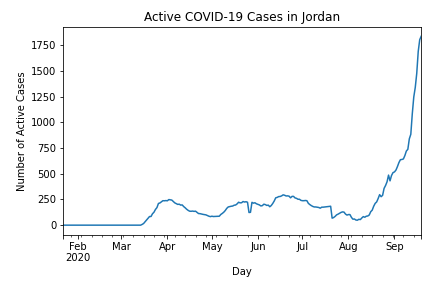 Active COVID-19 Cases in Jordan
Number of Active Cases
1750
1500
1250
1000
750
500
250
0
Feb Mar Apr May Jun Jul Aug Sep
2020
Day